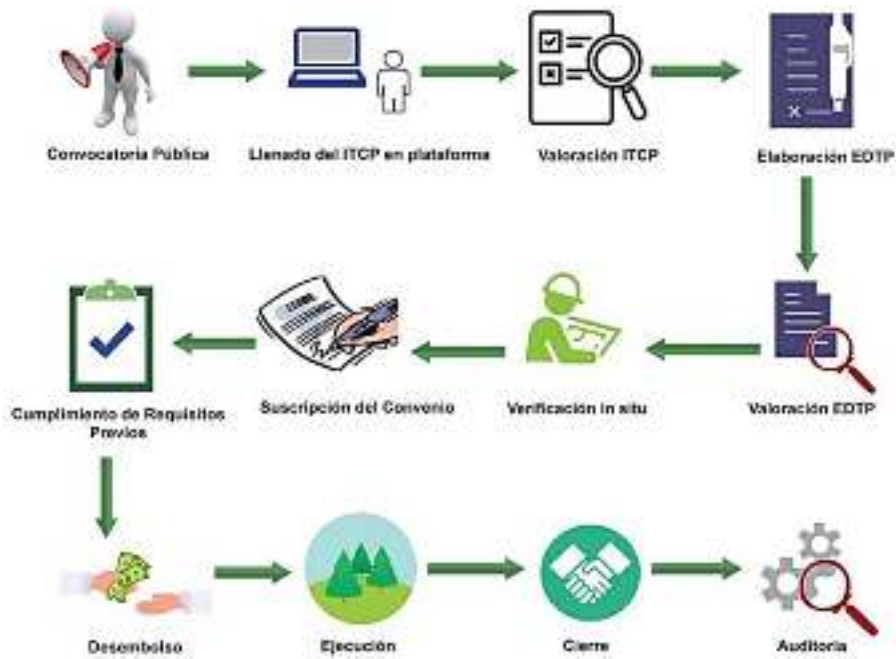 Convocatoria Pública
Llenado del ITCP en plataforma
Valoración ITCP
Elaboración EDTP
Valoración EDTP
Verificación in situ
Suscripción del Convenio
Cumplimiento de Requisitos
Previos
Desembolso
Ejecución
Cierre
Auditoria